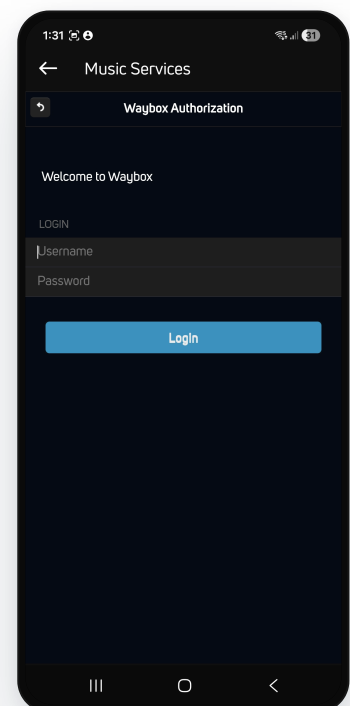 1:31
31
Music Services
Waybox Authorization
Welcome to Waybox
LOGIN
Username
Password
Login